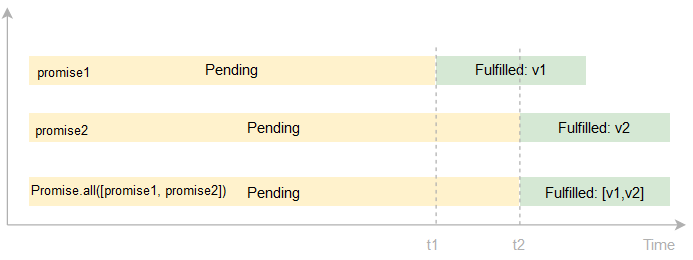 promise1 Pending Fulfilled: v1
promise2 Pending Fulfilled: v2
Promise.all([promise1, promise2]) Pending Fulfilled: [v1,v2]
t1 t2 Time